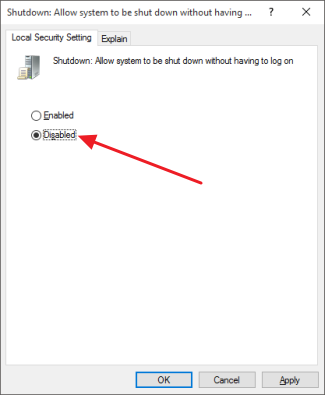 Shutdown: Allow system to be shut down without having ...
Local Security Setting
Explain
Shutdown: Allow system to be shut down without having to log on
Enabled
Disabled
OK
Cancel
Apply